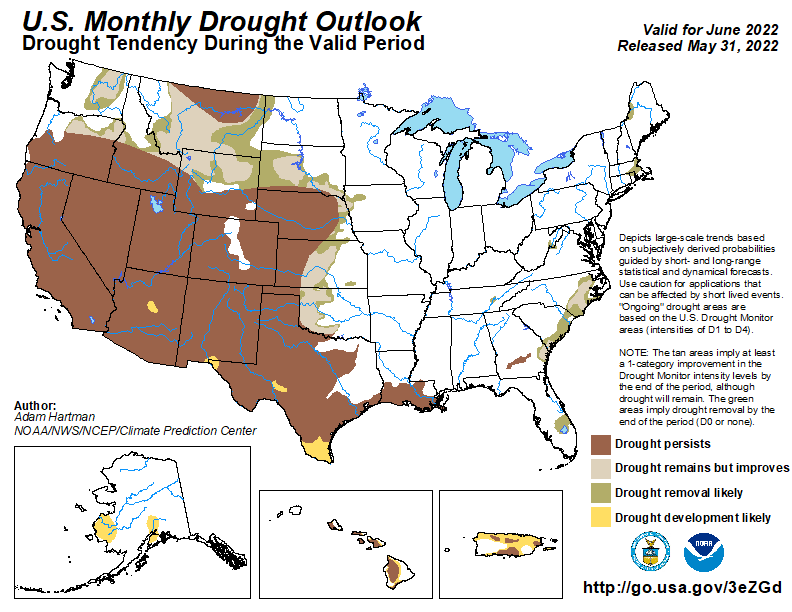 U.S. Monthly Drought Outlook
Drought Tendency During the Valid Period
Valid for June 2022
Released May 31, 2022
Depicts large-scale trends based
on subjectively derived probabilities
guided by short- and long-range
statistical and dynamical forecasts.
Use caution for applications that
can be affected by short lived events.
"Ongoing" drought areas are
based on the U.S. Drought Monitor
areas (intensities of D1 to D4).
NOTE: The tan areas imply at least
a 1-category improvement in the
Drought Monitor intensity levels by
the end of the period, although
drought will remain. The green
areas imply drought removal by the
end of the period (D0 or none).
Author:
Adam Hartman
NOAA/NWS/NCEP/Climate Prediction Center
Drought persists
Drought remains but improves
Drought removal likely
Drought development likely
NOAA
http://go.usa.gov/3eZGd